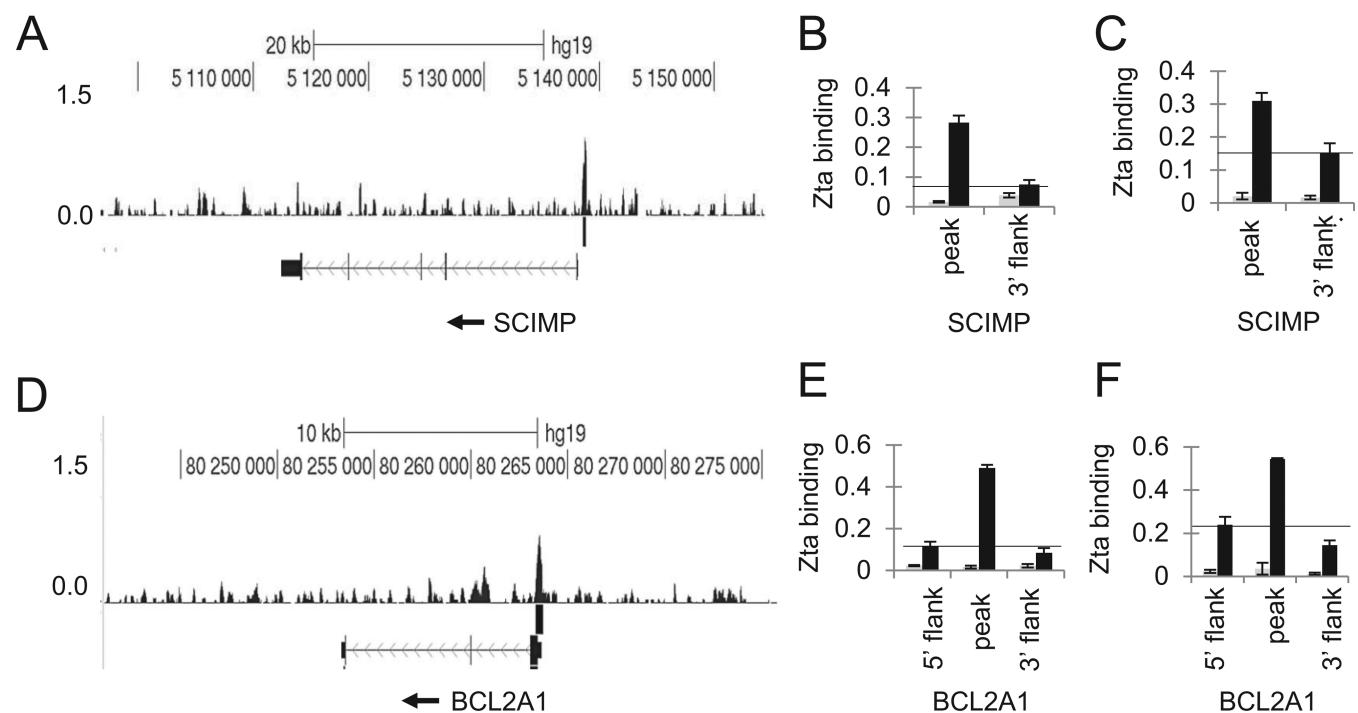 A
20 kb hg19
5 110 000 5 120 000 5 130 000 5 140 000 5 150 000
1.5
0.0
SCIMP
B
Zta binding
0.4
0.3
0.2
0.1
0
peak
3' flank
SCIMP
C
Zta binding
0.4
0.3
0.2
0.1
0
peak
3' flank
SCIMP
D
10 kb hg19
80 250 000 80 255 000 80 260 000 80 265 000 80 270 000 80 275 000
1.5
0.0
BCL2A1
E
Zta binding
0.6
0.4
0.2
0
5' flank
peak
3' flank
BCL2A1
F
Zta binding
0.6
0.4
0.2
0
5' flank
peak
3' flank
BCL2A1